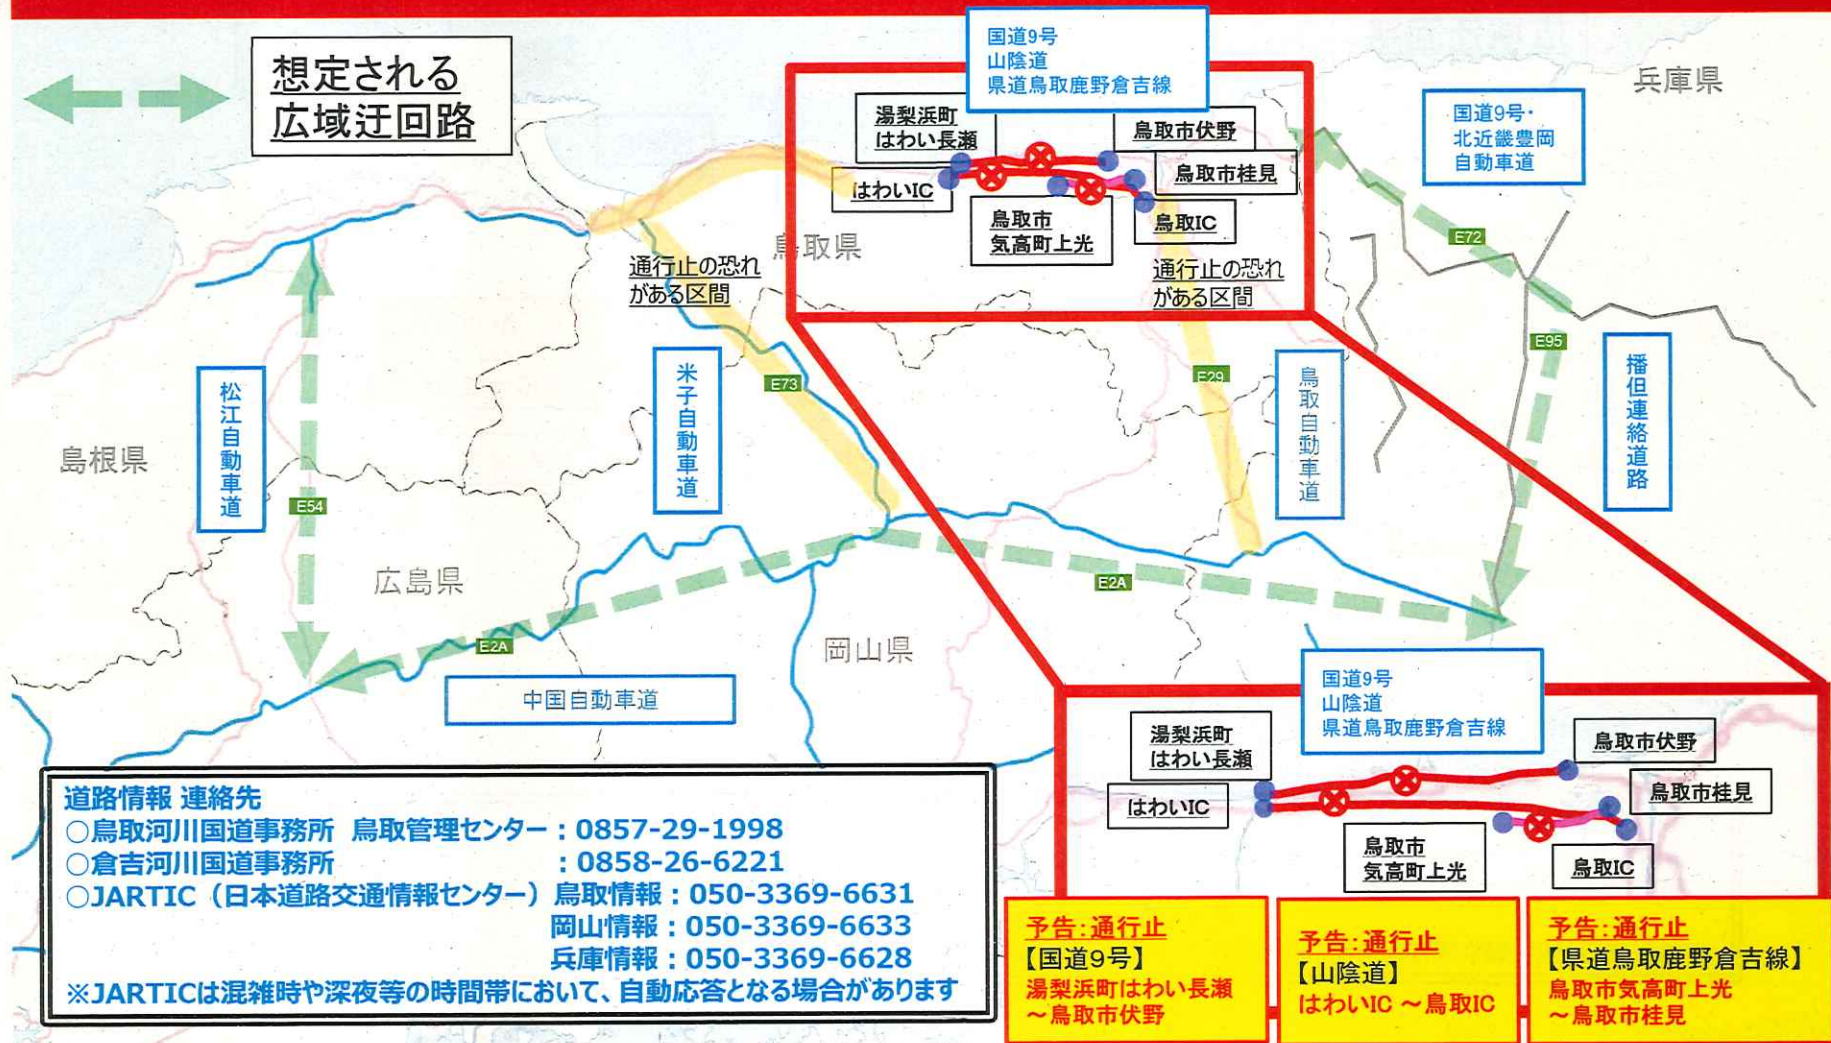 想定される
広域迂回路
国道9号
山陰道
県道鳥取鹿野倉吉線
兵庫県
国道9号・
北近畿豊岡
自動車道
湯梨浜町
はわい長瀬
鳥取市伏野
鳥取市桂見
はわいIC
鳥取市
気高町上光
鳥取IC
鳥取県
通行止の恐れ
がある区間
通行止の恐れ
がある区間
E72
E95
E73
E29
松江自動車道
米子自動車道
鳥取自動車道
播但連絡道路
島根県
E54
広島県
E2A
E2A
岡山県
中国自動車道
国道9号
山陰道
県道鳥取鹿野倉吉線
湯梨浜町
はわい長瀬
鳥取市伏野
はわいIC
鳥取市桂見
鳥取市
気高町上光
鳥取IC
道路情報 連絡先
○鳥取河川国道事務所 鳥取管理センター：0857-29-1998
○倉吉河川国道事務所 ：0858-26-6221
○JARTIC（日本道路交通情報センター）鳥取情報：050-3369-6631
岡山情報：050-3369-6633
兵庫情報：050-3369-6628
※JARTICは混雑時や深夜等の時間帯において、自動応答となる場合があります
予告：通行止
【国道9号】
湯梨浜町はわい長瀬
～鳥取市伏野
予告：通行止
【山陰道】
はわいIC ～鳥取IC
予告：通行止
【県道鳥取鹿野倉吉線】
鳥取市気高町上光
～鳥取市桂見